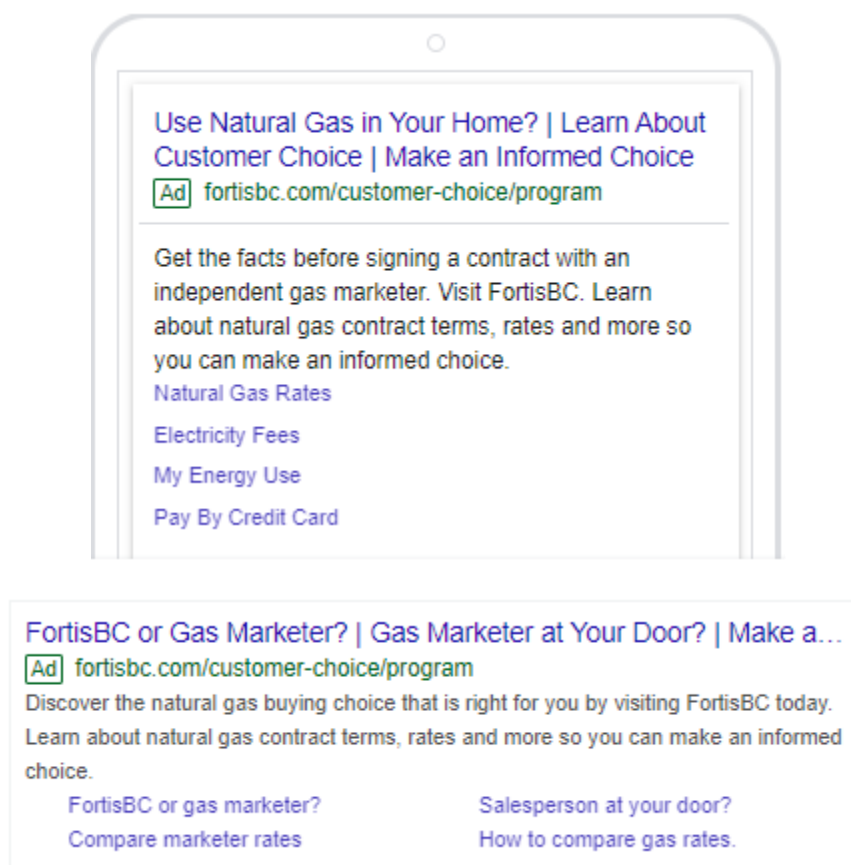 Use Natural Gas in Your Home? | Learn About
Customer Choice | Make an Informed Choice
Ad fortisbc.com/customer-choice/program
Get the facts before signing a contract with an
independent gas marketer. Visit FortisBC. Learn
about natural gas contract terms, rates and more so
you can make an informed choice.
Natural Gas Rates
Electricity Fees
My Energy Use
Pay By Credit Card
FortisBC or Gas Marketer? | Gas Marketer at Your Door? | Make a...
Ad fortisbc.com/customer-choice/program
Discover the natural gas buying choice that is right for you by visiting FortisBC today.
Learn about natural gas contract terms, rates and more so you can make an informed
choice.
FortisBC or gas marketer? Salesperson at your door?
Compare marketer rates How to compare gas rates.